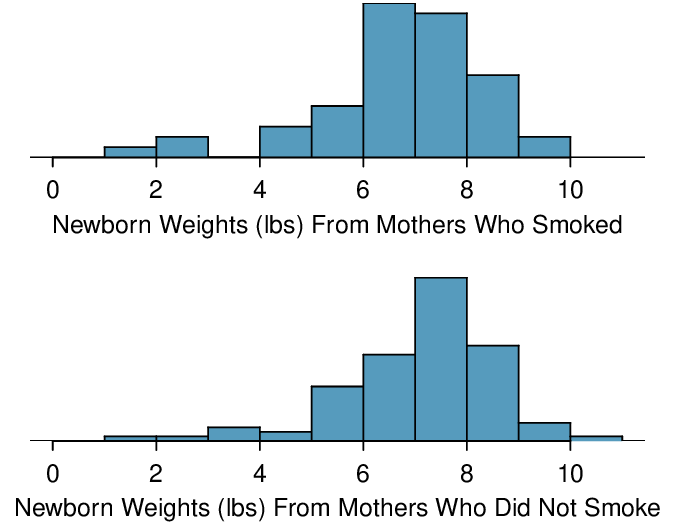 0 2 4 6 8 10
Newborn Weights (lbs) From Mothers Who Smoked
0 2 4 6 8 10
Newborn Weights (lbs) From Mothers Who Did Not Smoke